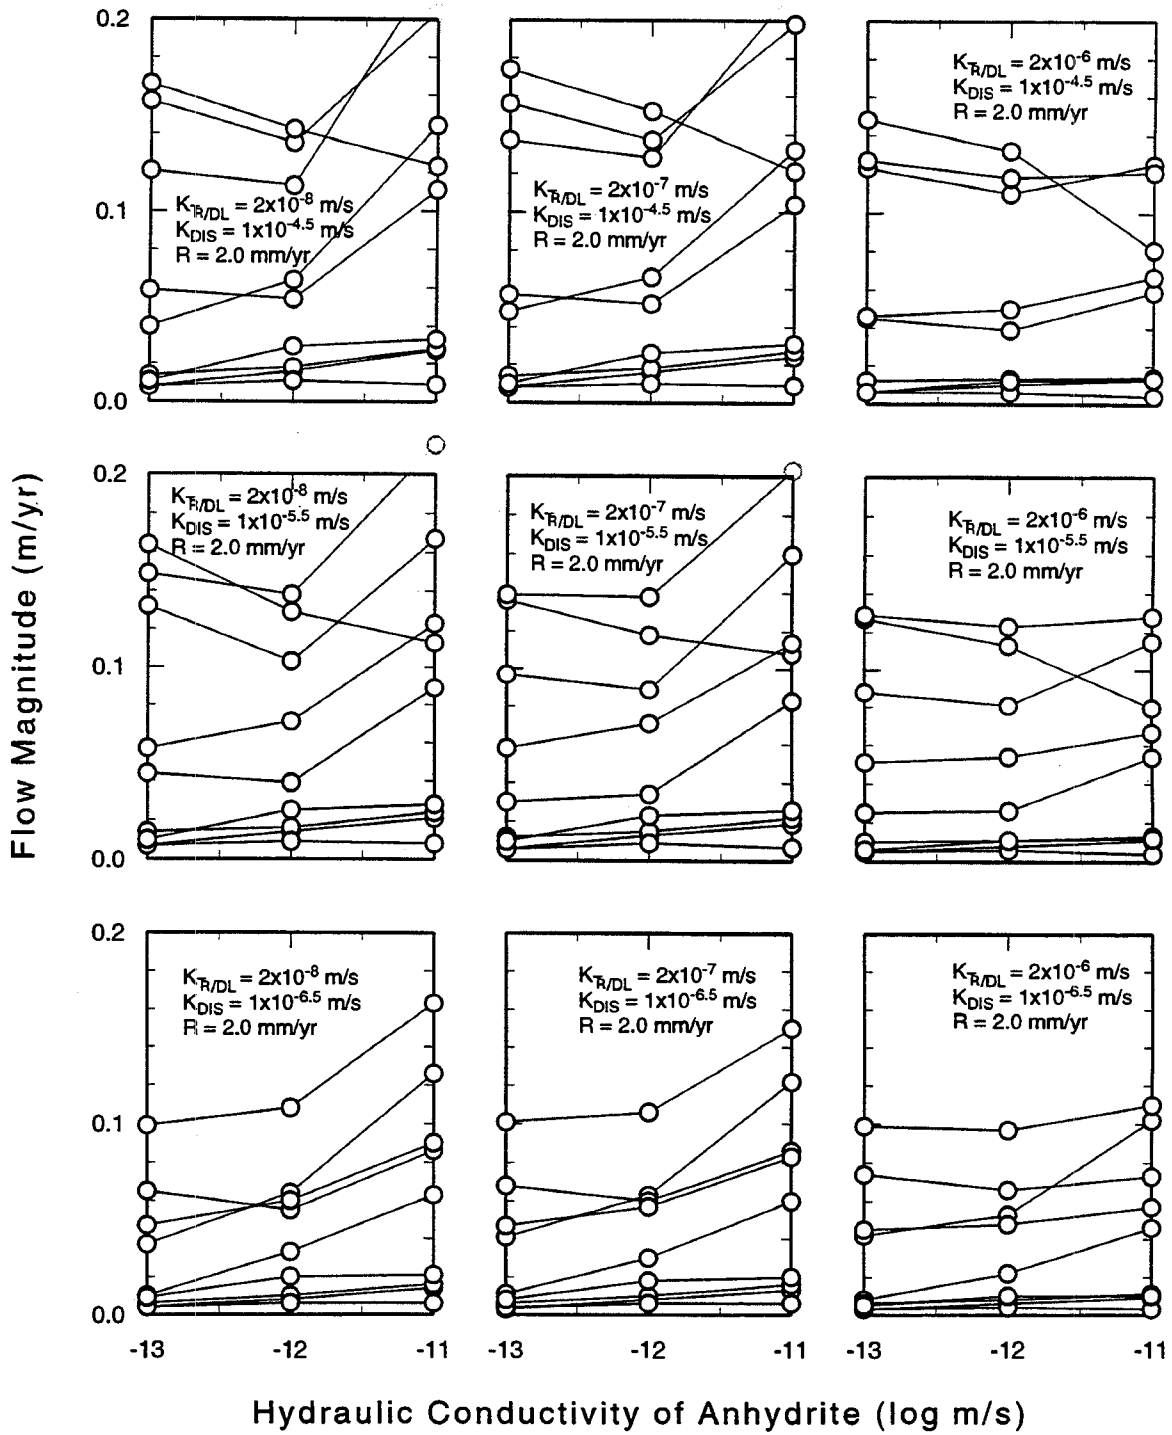 0.2
0.1
0.0
K_TR/DL = 2x10^-8 m/s
K_DIS = 1x10^-4.5 m/s
R = 2.0 mm/yr
K_TR/DL = 2x10^-7 m/s
K_DIS = 1x10^-4.5 m/s
R = 2.0 mm/yr
K_TR/DL = 2x10^-6 m/s
K_DIS = 1x10^-4.5 m/s
R = 2.0 mm/yr
Flow Magnitude (m/yr)
0.2
0.1
0.0
K_TR/DL = 2x10^-8 m/s
K_DIS = 1x10^-5.5 m/s
R = 2.0 mm/yr
K_TR/DL = 2x10^-7 m/s
K_DIS = 1x10^-5.5 m/s
R = 2.0 mm/yr
K_TR/DL = 2x10^-6 m/s
K_DIS = 1x10^-5.5 m/s
R = 2.0 mm/yr
0.2
0.1
0.0
K_TR/DL = 2x10^-8 m/s
K_DIS = 1x10^-6.5 m/s
R = 2.0 mm/yr
K_TR/DL = 2x10^-7 m/s
K_DIS = 1x10^-6.5 m/s
R = 2.0 mm/yr
K_TR/DL = 2x10^-6 m/s
K_DIS = 1x10^-6.5 m/s
R = 2.0 mm/yr
-13 -12 -11 -13 -12 -11 -13 -12 -11
Hydraulic Conductivity of Anhydrite (log m/s)